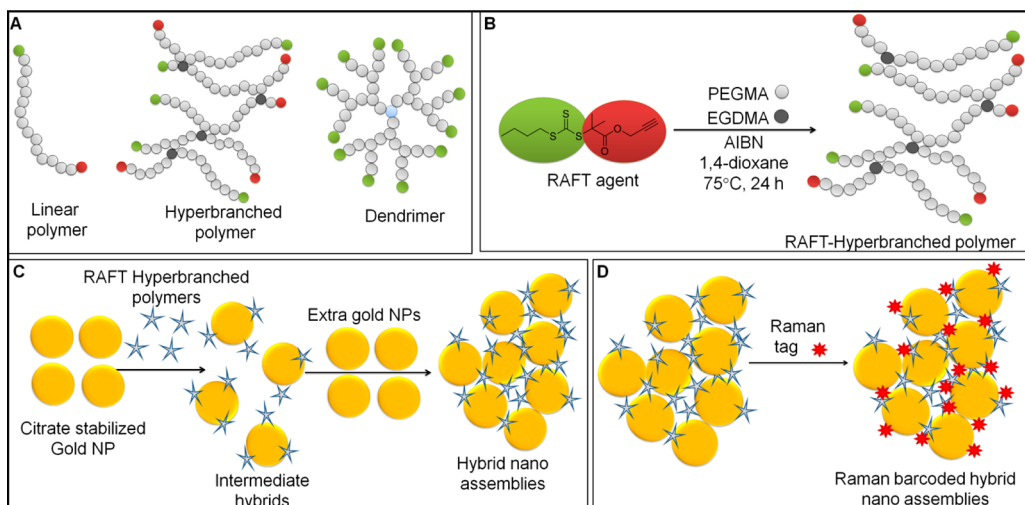 A
Linear
polymer
Hyperbranched
polymer
Dendrimer
B
S
S
S
O
O
RAFT agent
PEGMA
EGDMA
AIBN
1,4-dioxane
75°C, 24 h
RAFT-Hyperbranched polymer
C
RAFT Hyperbranched
polymers
Citrate stabilized
Gold NP
Intermediate
hybrids
Extra gold NPs
Hybrid nano
assemblies
D
Raman
tag
Raman barcoded hybrid
nano assemblies